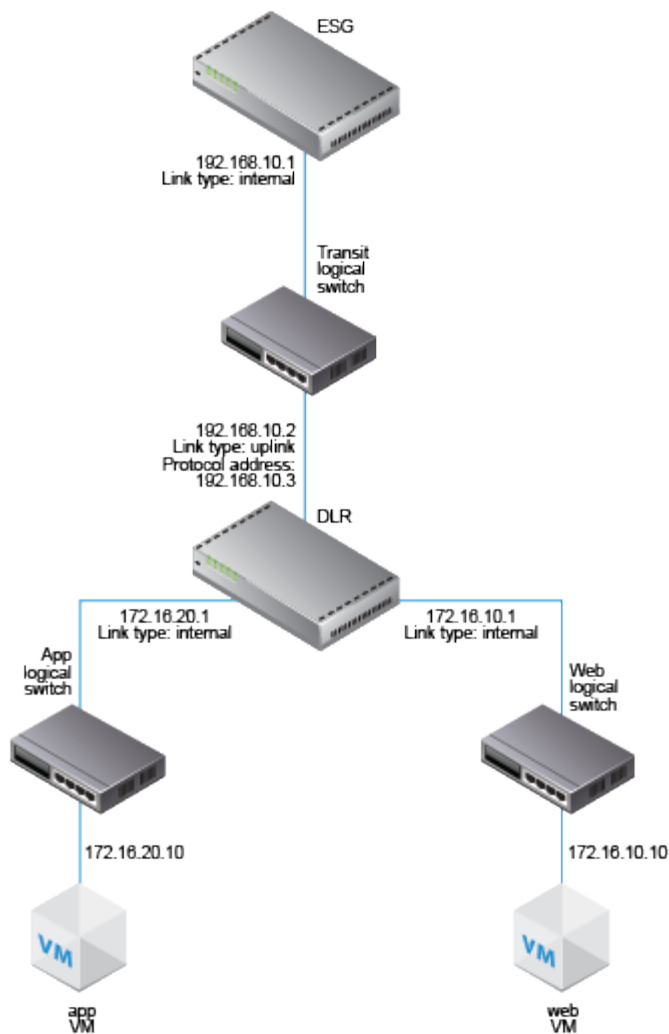 ESG
192.168.10.1
Link type: internal
Transit
logical
switch
192.168.10.2
Link type: uplink
Protocol address:
192.168.10.3
DLR
172.16.20.1
Link type: internal
172.16.10.1
Link type: internal
App
logical
switch
Web
logical
switch
172.16.20.10
172.16.10.10
VM
VM
app
VM
web
VM